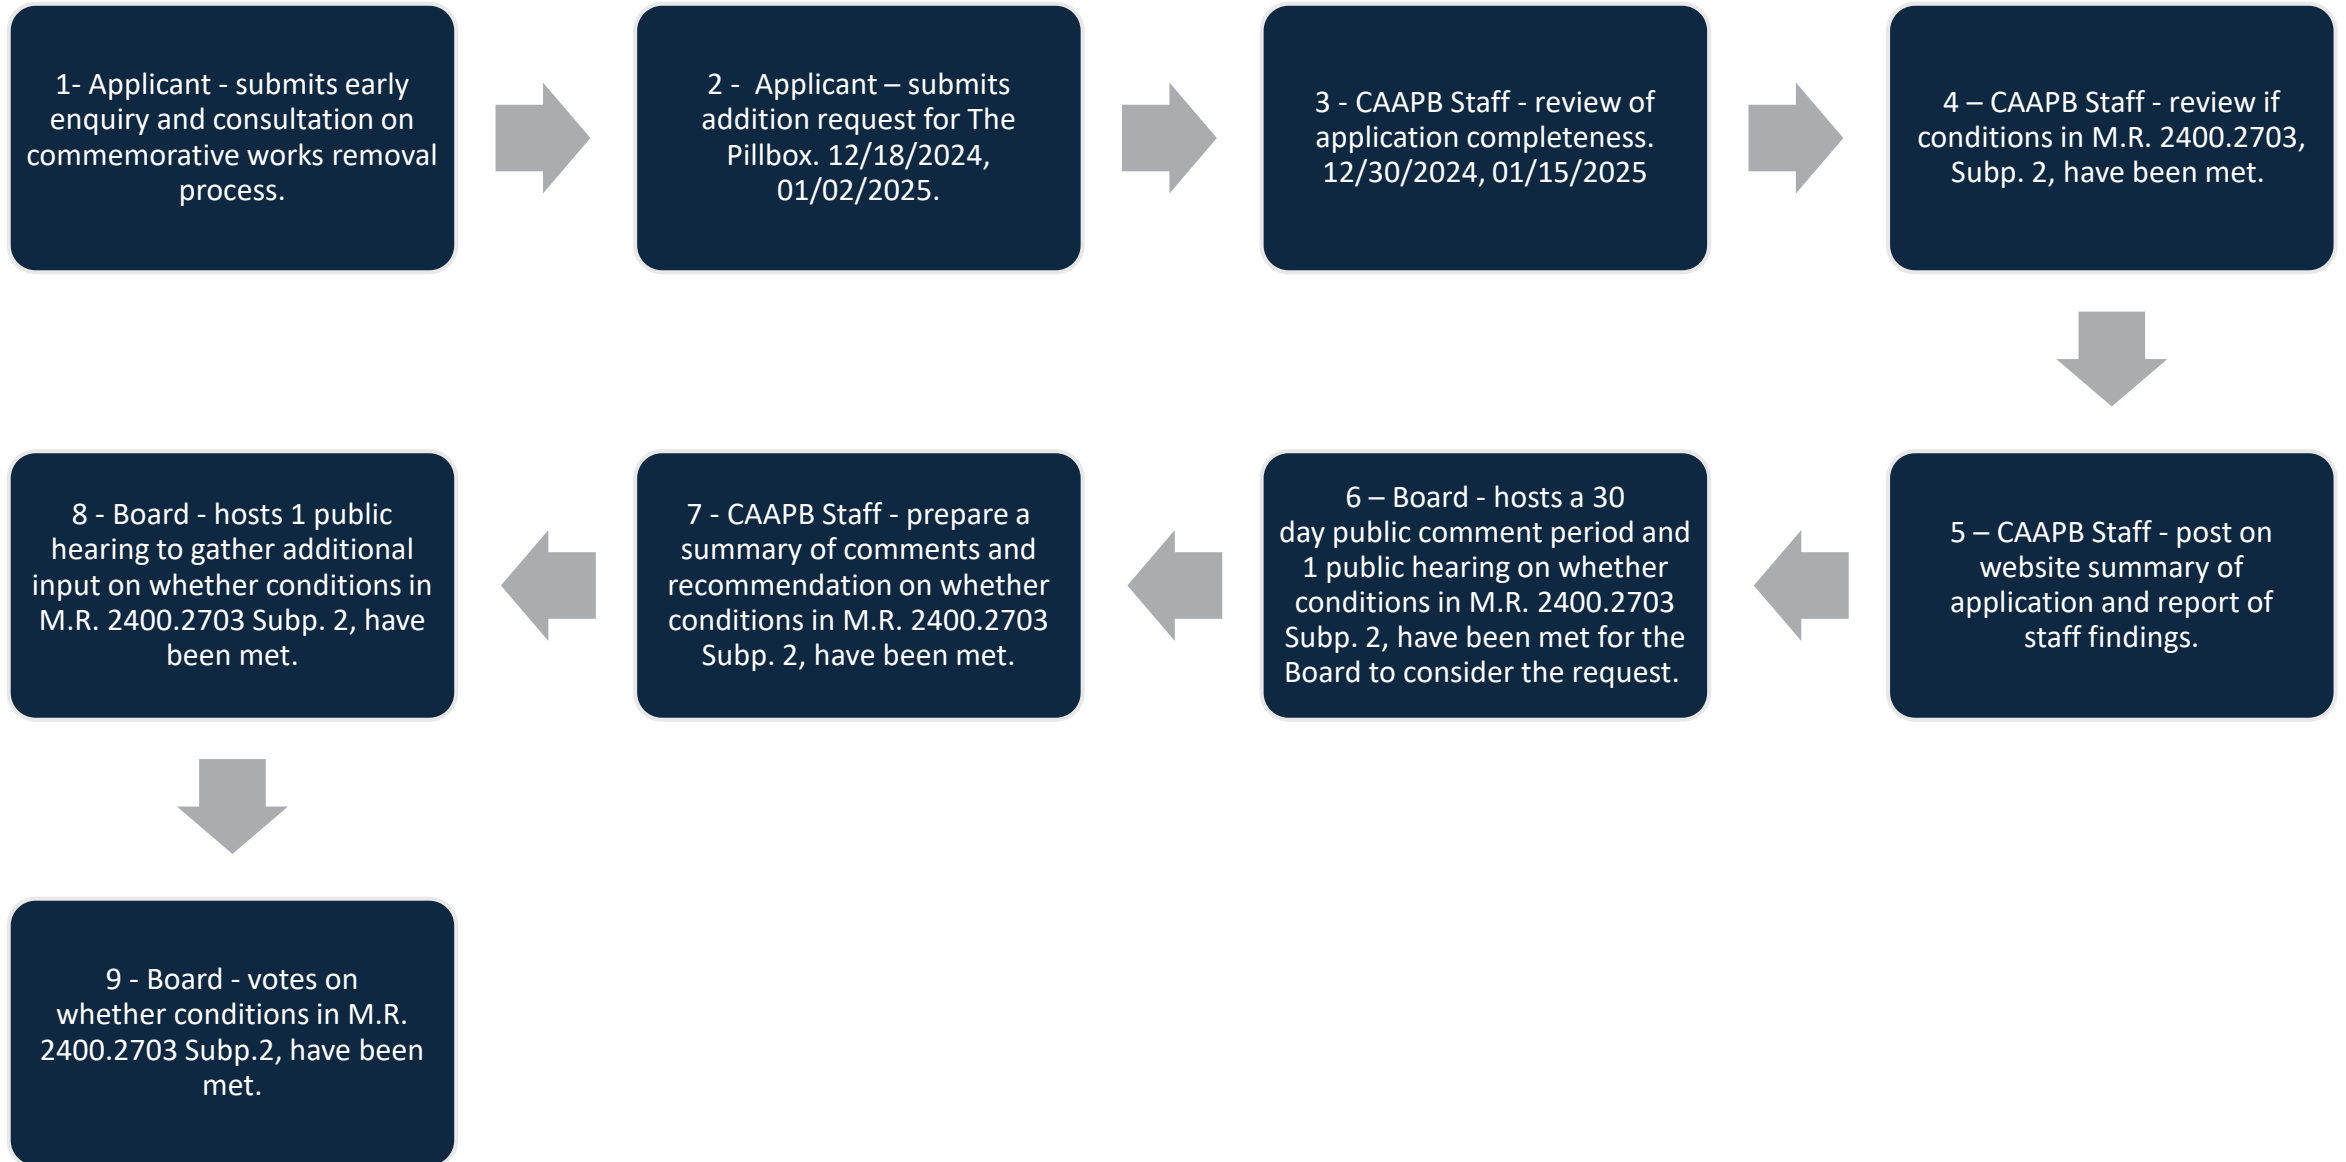 1- Applicant - submits early
enquiry and consultation on
commemorative works removal
process.
2 -  Applicant – submits
addition request for The
Pillbox. 12/18/2024,
01/02/2025.
3 - CAAPB Staff - review of
application completeness.
12/30/2024, 01/15/2025
4 – CAAPB Staff - review if
conditions in M.R. 2400.2703,
Subp. 2, have been met.
5 – CAAPB Staff - post on
website summary of
application and report of
staff findings.
6 – Board - hosts a 30
day public comment period and
1 public hearing on whether
conditions in M.R. 2400.2703
Subp. 2, have been met for the
Board to consider the request.
7 - CAAPB Staff - prepare a
summary of comments and
recommendation on whether
conditions in M.R. 2400.2703
Subp. 2, have been met.
8 - Board - hosts 1 public
hearing to gather additional
input on whether conditions in
M.R. 2400.2703 Subp. 2, have
been met.
9 - Board - votes on
whether conditions in M.R.
2400.2703 Subp.2, have been
met.